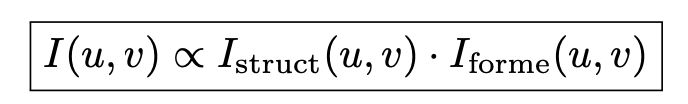 I(u, v) ∝ I_struct(u, v) · I_forme(u, v)